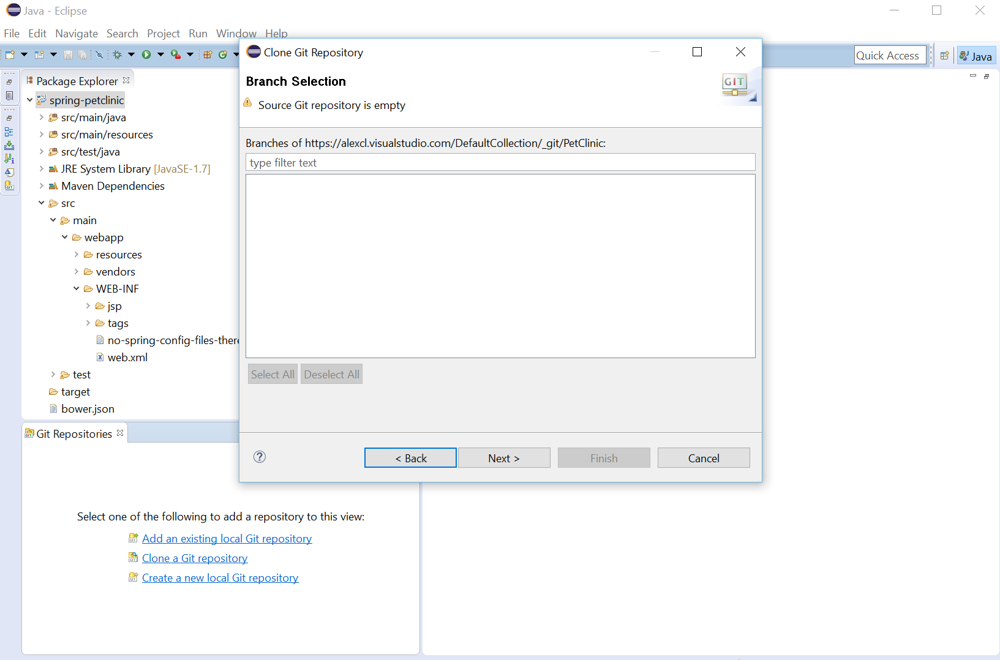 Java - Eclipse
File Edit Navigate Search Project Run Window Help
Quick Access
Java
Package Explorer
spring-petclinic
src/main/java
src/main/resources
src/test/java
JRE System Library [JavaSE-1.7]
Maven Dependencies
src
main
webapp
resources
vendors
WEB-INF
jsp
tags
no-spring-config-files-there
web.xml
test
target
bower.json
Clone Git Repository
Branch Selection
GIT
Source Git repository is empty
Branches of https://alexcl.visualstudio.com/DefaultCollection/_git/PetClinic:
type filter text
Select All Deselect All
< Back Next > Finish Cancel
Git Repositories
Select one of the following to add a repository to this view:
Add an existing local Git repository
Clone a Git repository
Create a new local Git repository